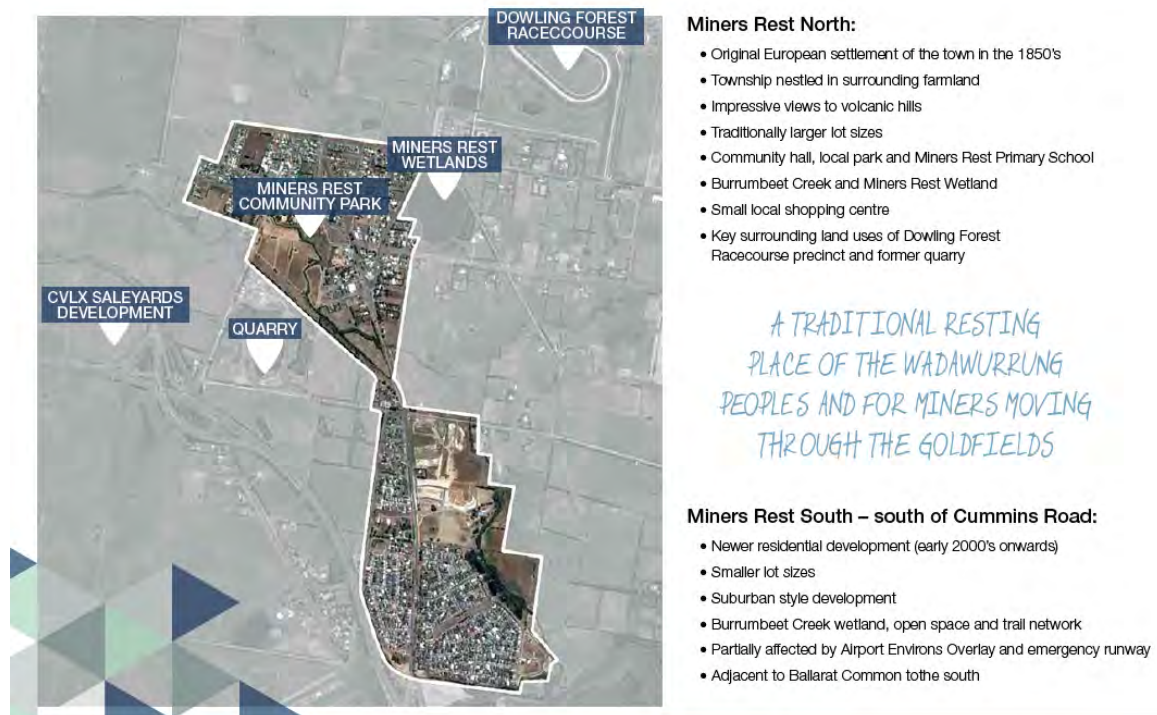 DOWLING FOREST
RACECCOURSE
MINERS REST
WETLANDS
MINERS REST
COMMUNITY PARK
CVLX SALEYARDS
DEVELOPMENT
QUARRY
Miners Rest North:
• Original European settlement of the town in the 1850's
• Township nestled in surrounding farmland
• Impressive views to volcanic hills
• Traditionally larger lot sizes
• Community hall, local park and Miners Rest Primary School
• Burrumbeet Creek and Miners Rest Wetland
• Small local shopping centre
• Key surrounding land uses of Dowling Forest
Racecourse precinct and former quarry
A TRADITIONAL RESTING
PLACE OF THE WADAWURRUNG
PEOPLES AND FOR MINERS MOVING
THROUGH THE GOLDFIELDS
Miners Rest South – south of Cummins Road:
• Newer residential development (early 2000's onwards)
• Smaller lot sizes
• Suburban style development
• Burrumbeet Creek wetland, open space and trail network
• Partially affected by Airport Environs Overlay and emergency runway
• Adjacent to Ballarat Common tothe south